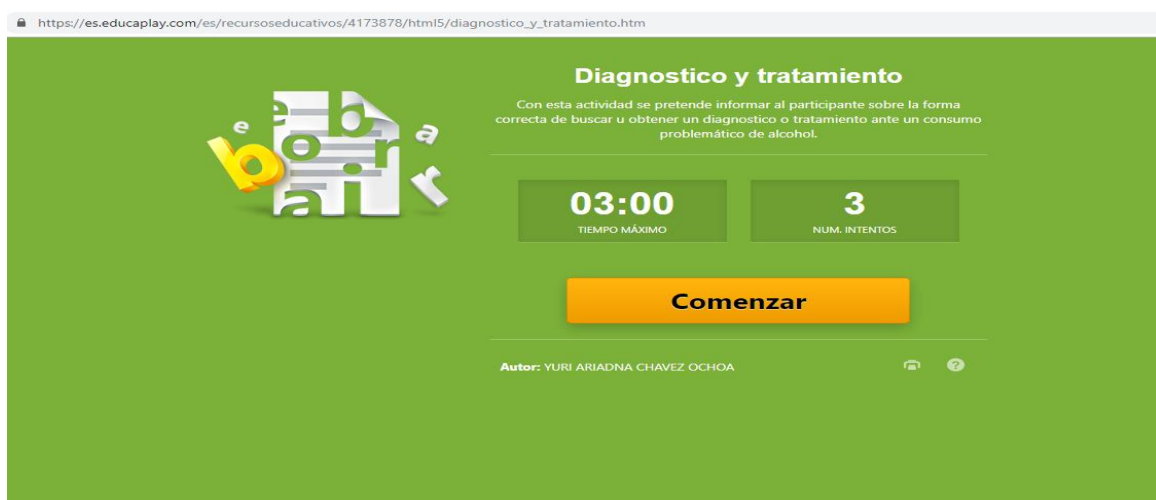 https://es.educaplay.com/es/recursoseducativos/4173878/html5/diagnostico_y_tratamiento.htm
Diagnostico y tratamiento
Con esta actividad se pretende informar al participante sobre la forma
correcta de buscar u obtener un diagnostico o tratamiento ante un consumo
problemático de alcohol.
03:00
TIEMPO MÁXIMO
3
NUM. INTENTOS
Comenzar
Autor: YURI ARIADNA CHAVEZ OCHOA
?
e
b
a
b
o
r
a
i
r